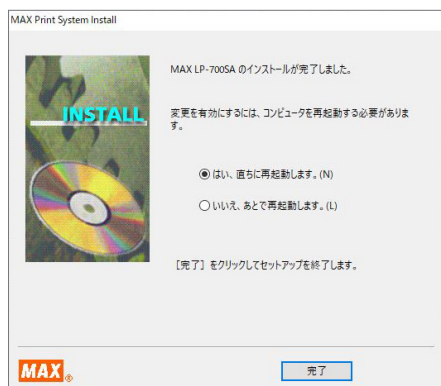 MAX Print System Install
INSTALL
MAX LP-700SA のインストールが完了しました。
変更を有効にするには、コンピュータを再起動する必要がありま
す。
はい、直ちに再起動します。(N)
いいえ、あとで再起動します。(L)
[完了] をクリックしてセットアップを終了します。
MAX®
完了